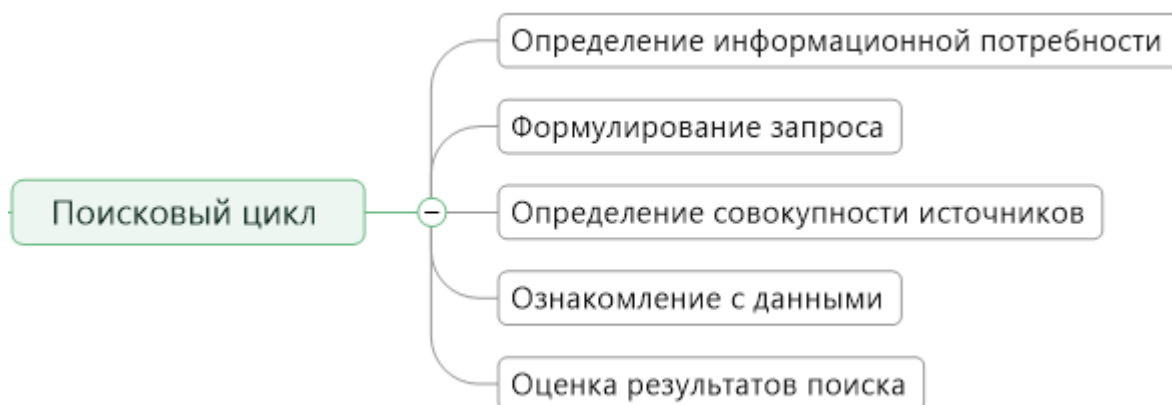 Поисковый цикл
Определение информационной потребности
Формулирование запроса
Определение совокупности источников
Ознакомление с данными
Оценка результатов поиска